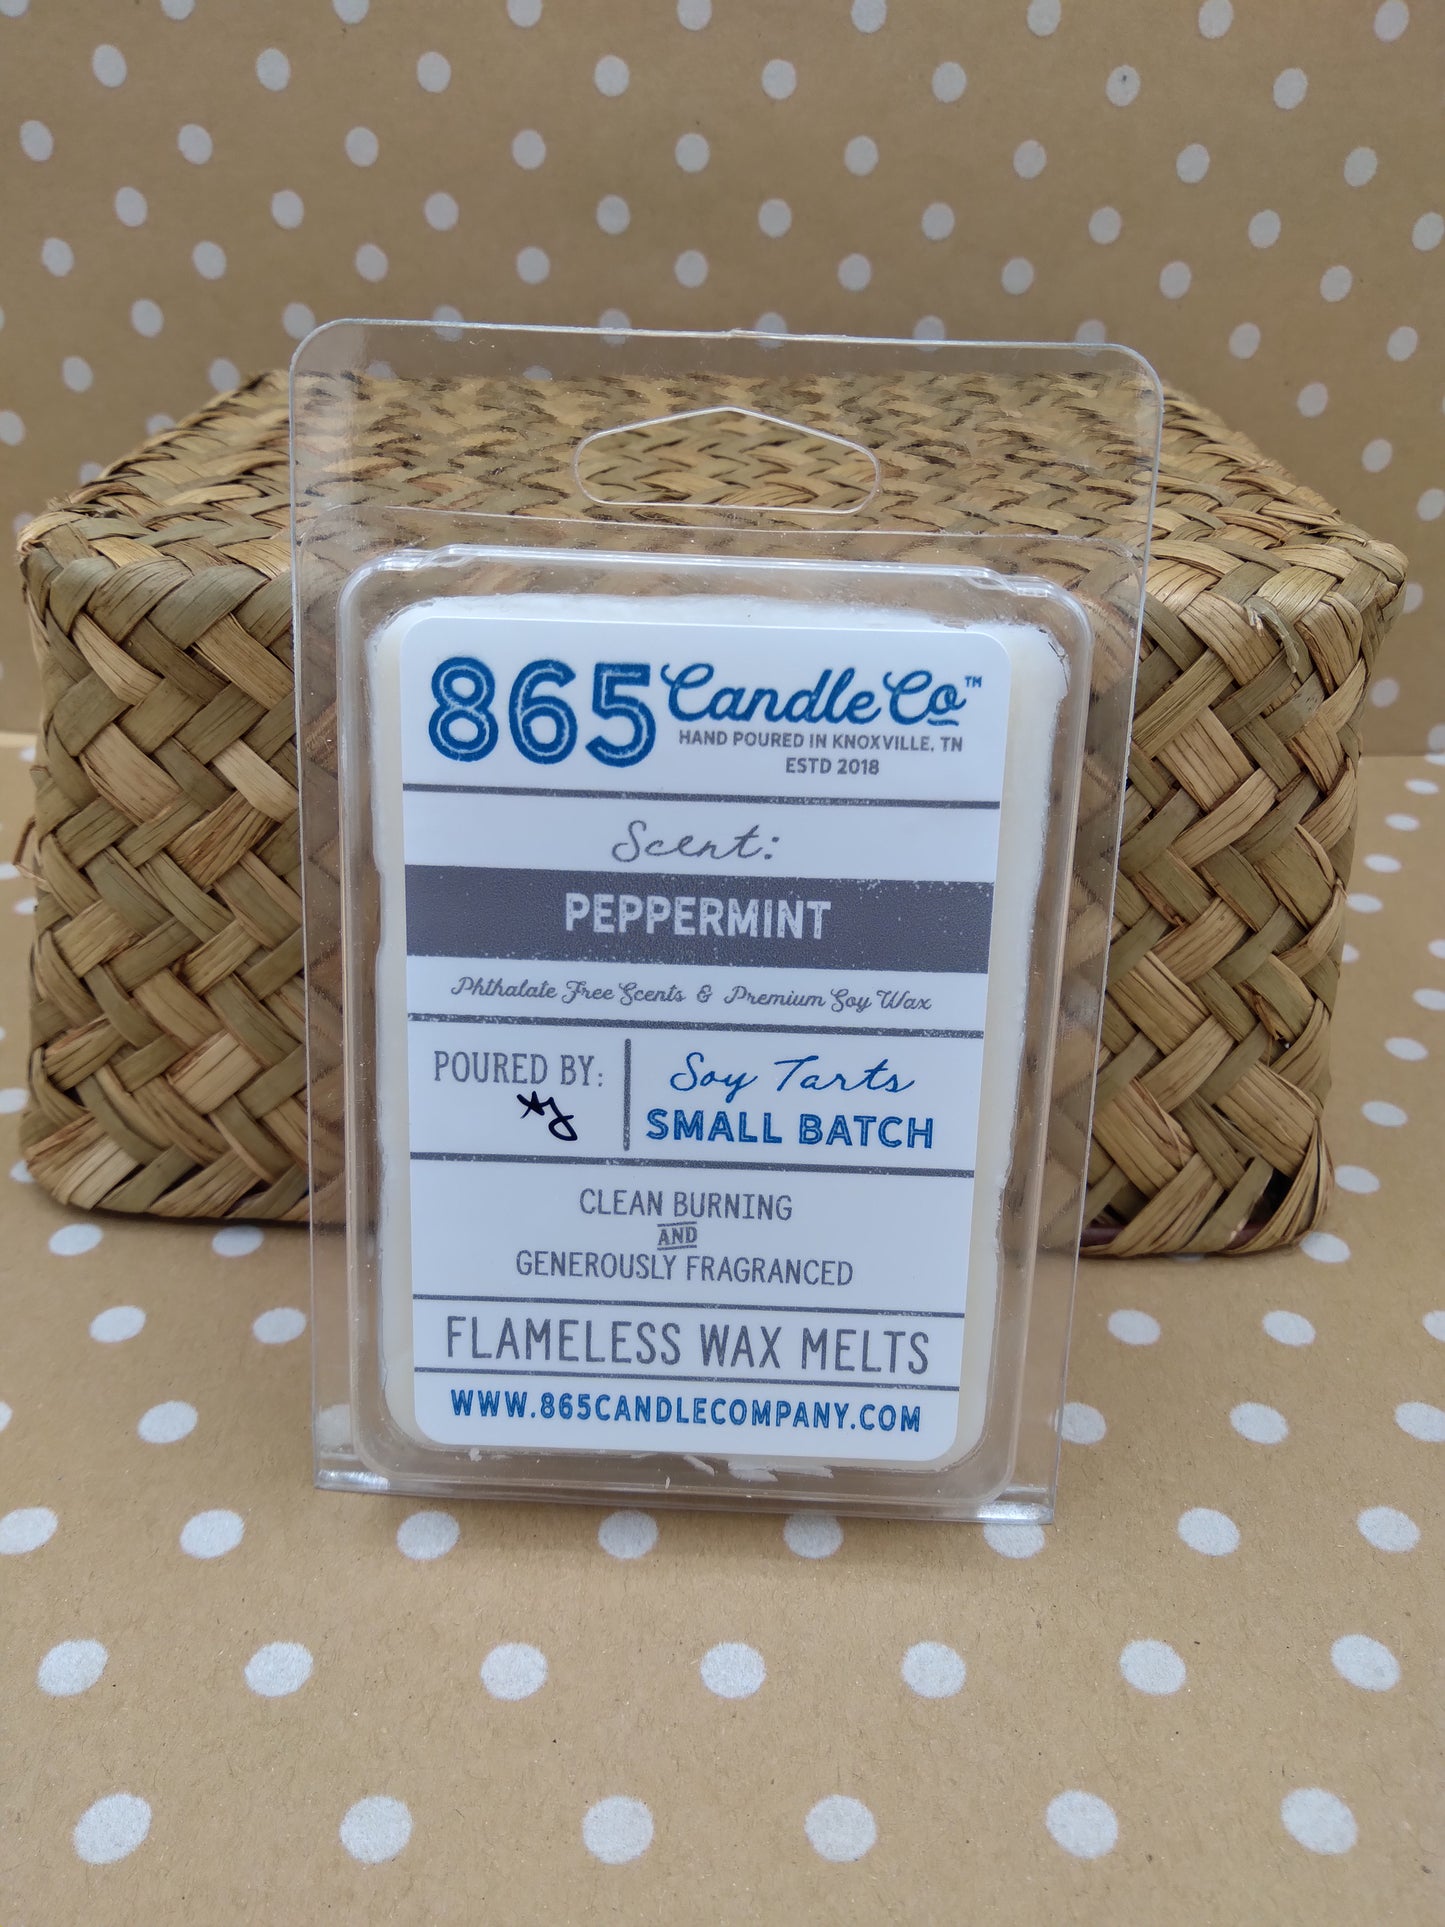 865 Candle Co™
HAND POURED IN KNOXVILLE, TN
ESTD 2018
Scent:
PEPPERMINT
Phthalate Free Scents & Premium Soy Wax
POURED BY:
Soy Tarts
SMALL BATCH
CLEAN BURNING
AND
GENEROUSLY FRAGRANCED
FLAMELESS WAX MELTS
WWW.865CANDLECOMPANY.COM